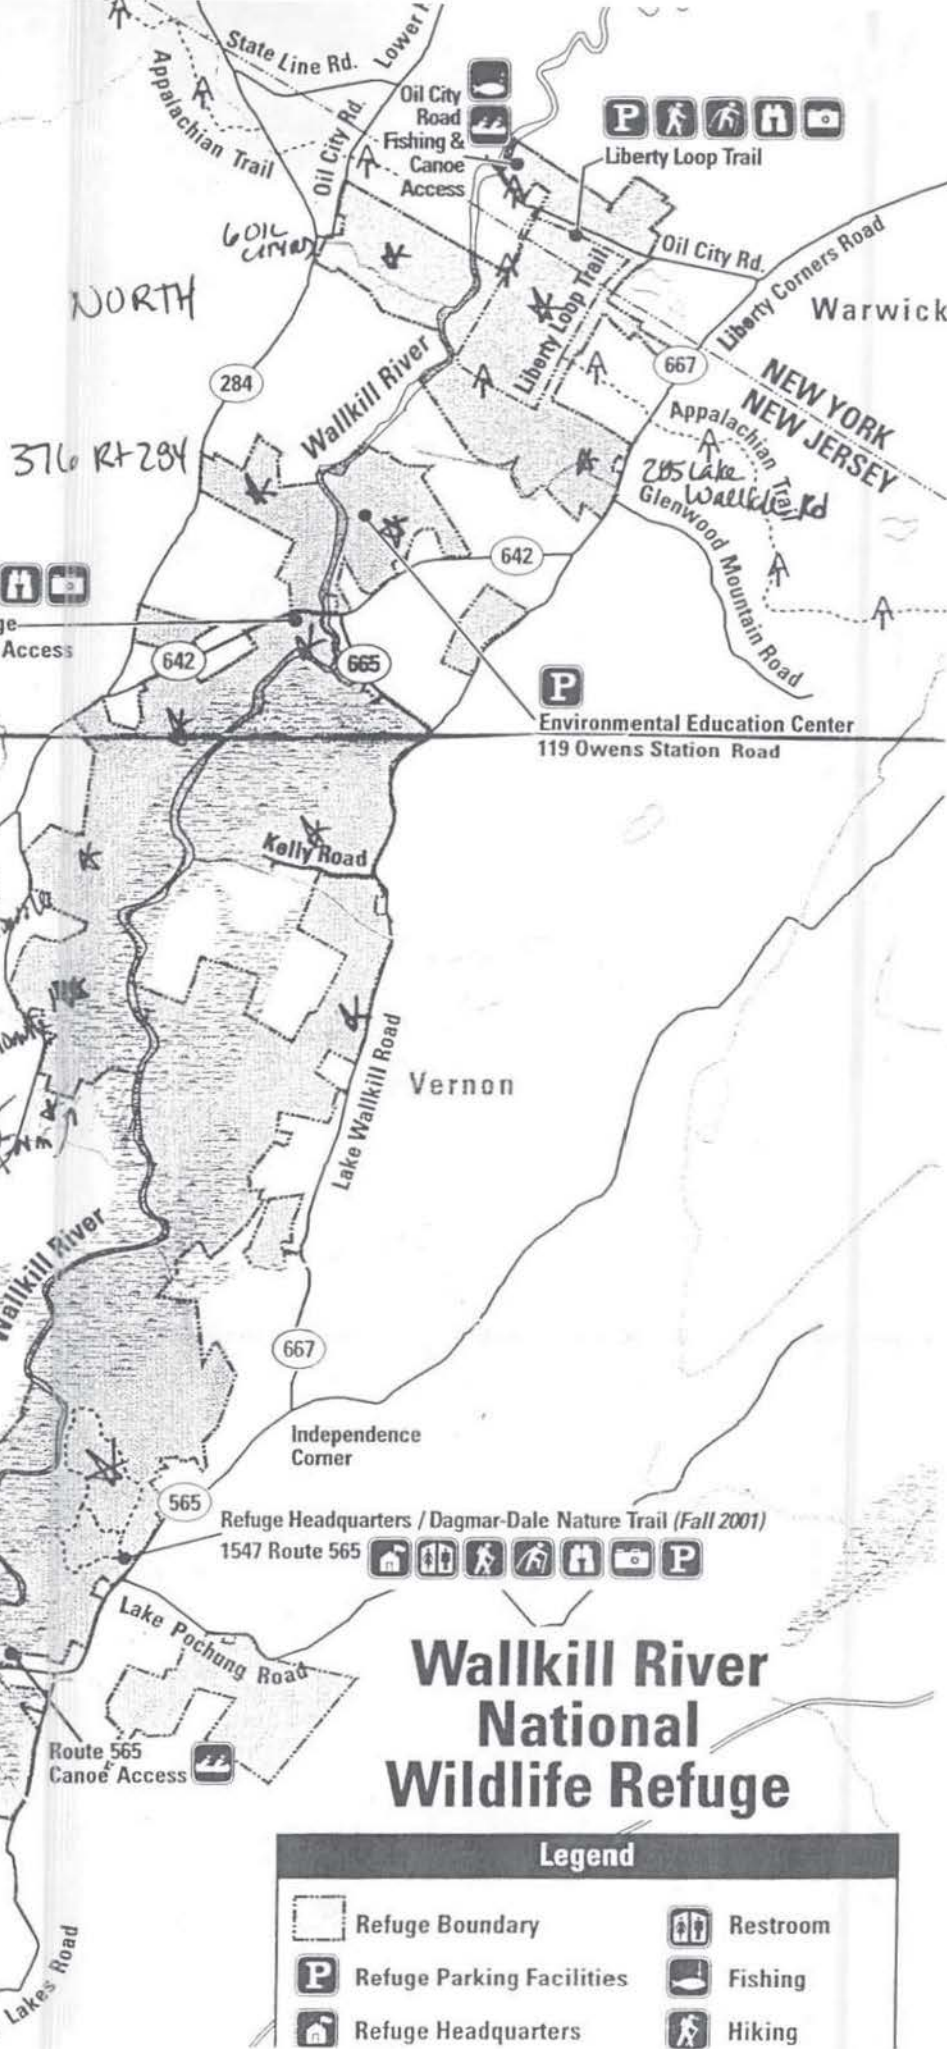 State Line Rd.
Lower
Appalachian Trail
Oil City Rd.
Oil City
Road
Fishing &
Canoe
Access
P
Liberty Loop Trail
6 OIL
Oil City Rd.
Liberty Corners Road
Warwick
NORTH
Liberty Loop Trail
Wallkill River
284
667
NEW YORK
NEW JERSEY
Appalachian Trail
376 Rt 284
285 Lake
Wallkill Rd
Glenwood Mountain Road
642
Access
642
665
P
Environmental Education Center
119 Owens Station Road
Kelly Road
Lake Wallkill Road
Vernon
Wallkill River
667
Independence
Corner
565
Refuge Headquarters / Dagmar-Dale Nature Trail (Fall 2001)
1547 Route 565
P
Lake Pochung Road
Wallkill River
National
Wildlife Refuge
Route 565
Canoe Access
Legend
Refuge Boundary
Restroom
P Refuge Parking Facilities
Fishing
Refuge Headquarters
Hiking
Lakes Road